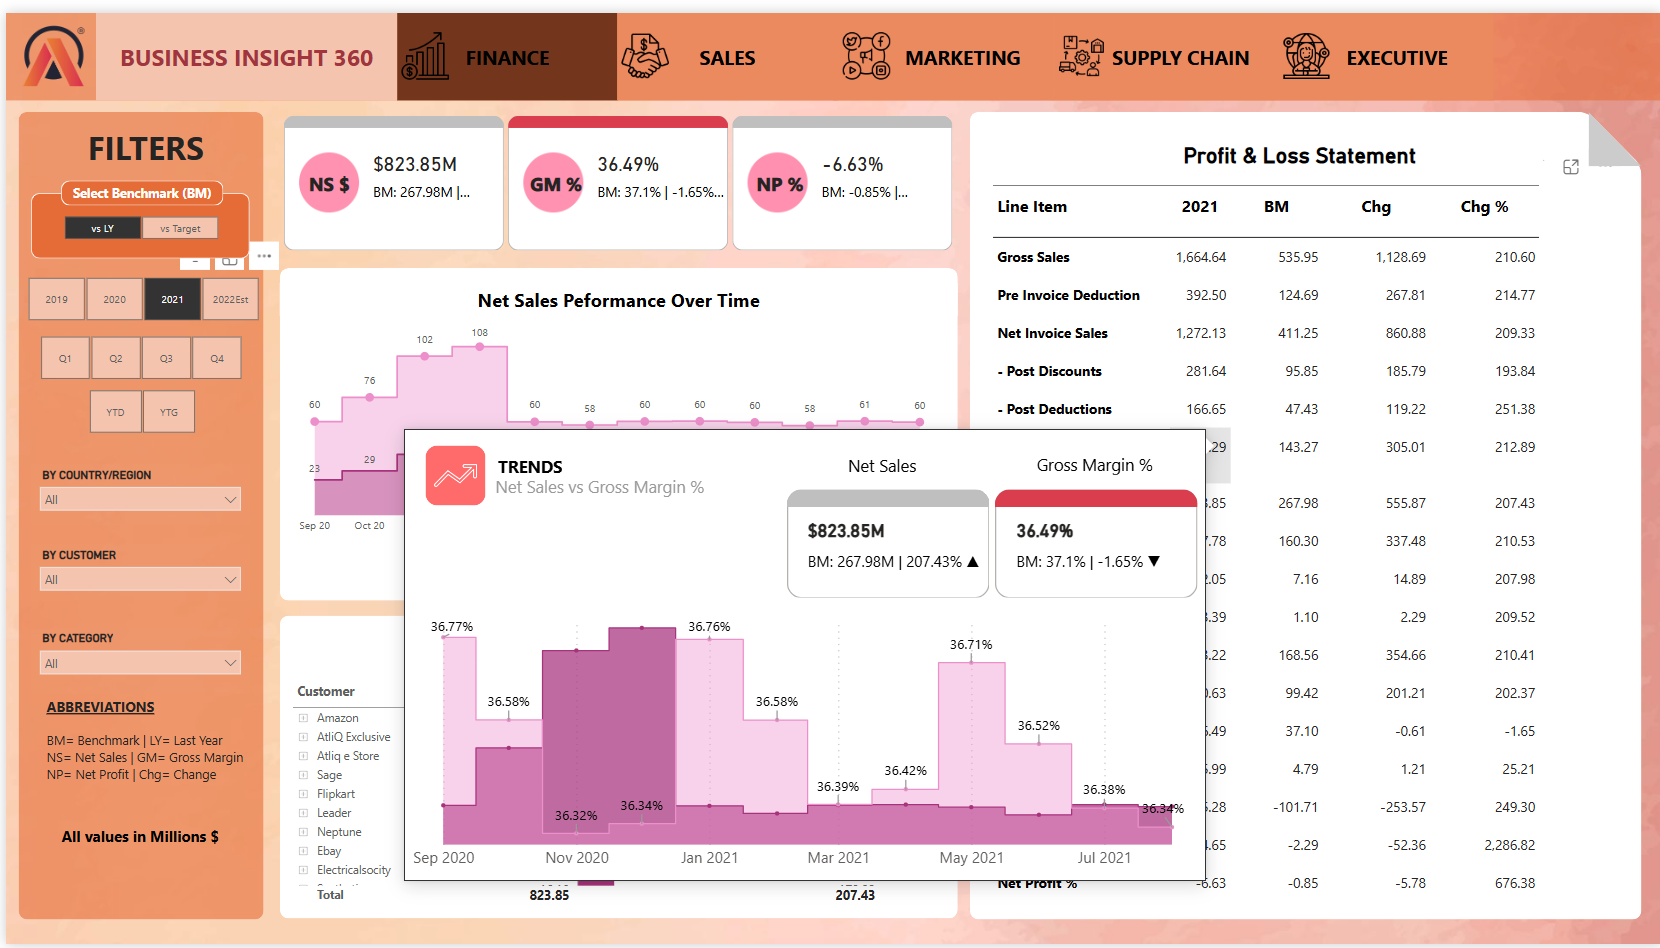 BUSINESS INSIGHT 360
FINANCE
SALES
MARKETING
SUPPLY CHAIN
EXECUTIVE
FILTERS
Select Benchmark (BM)
vs LY vs Target
2019 2020 2021 2022Est
Q1 Q2 Q3 Q4
YTD YTG
BY COUNTRY/REGION
All
BY CUSTOMER
All
BY CATEGORY
All
ABBREVIATIONS
BM= Benchmark | LY= Last Year
NS= Net Sales | GM= Gross Margin
NP= Net Profit | Chg= Change
All values in Millions $
NS $
$823.85M
BM: 267.98M |...
GM %
36.49%
BM: 37.1% | -1.65%...
NP %
-6.63%
BM: -0.85% |...
Net Sales Peformance Over Time
60 76 102 108 60 58 60 60 60 58 61 60
23 29
Sep 20 Oct 20
TRENDS
Net Sales vs Gross Margin %
Net Sales
$823.85M
BM: 267.98M | 207.43% ▲
Gross Margin %
36.49%
BM: 37.1% | -1.65% ▼
36.77% 36.58% 36.32% 36.34% 36.76% 36.58% 36.39% 36.42% 36.71% 36.52% 36.38% 36.34%
Sep 2020 Nov 2020 Jan 2021 Mar 2021 May 2021 Jul 2021
Customer
Amazon
AtliQ Exclusive
Atliq e Store
Sage
Flipkart
Leader
Neptune
Ebay
Electricalsocity
Total 823.85 207.43
Profit & Loss Statement
Line Item 2021 BM Chg Chg %
Gross Sales 1,664.64 535.95 1,128.69 210.60
Pre Invoice Deduction 392.50 124.69 267.81 214.77
Net Invoice Sales 1,272.13 411.25 860.88 209.33
- Post Discounts 281.64 95.85 185.79 193.84
- Post Deductions 166.65 47.43 119.22 251.38
.29 143.27 305.01 212.89
.85 267.98 555.87 207.43
.78 160.30 337.48 210.53
.05 7.16 14.89 207.98
.39 1.10 2.29 209.52
.22 168.56 354.66 210.41
.63 99.42 201.21 202.37
.49 37.10 -0.61 -1.65
.99 4.79 1.21 25.21
.28 -101.71 -253.57 249.30
.65 -2.29 -52.36 2,286.82
Net Profit % -6.63 -0.85 -5.78 676.38